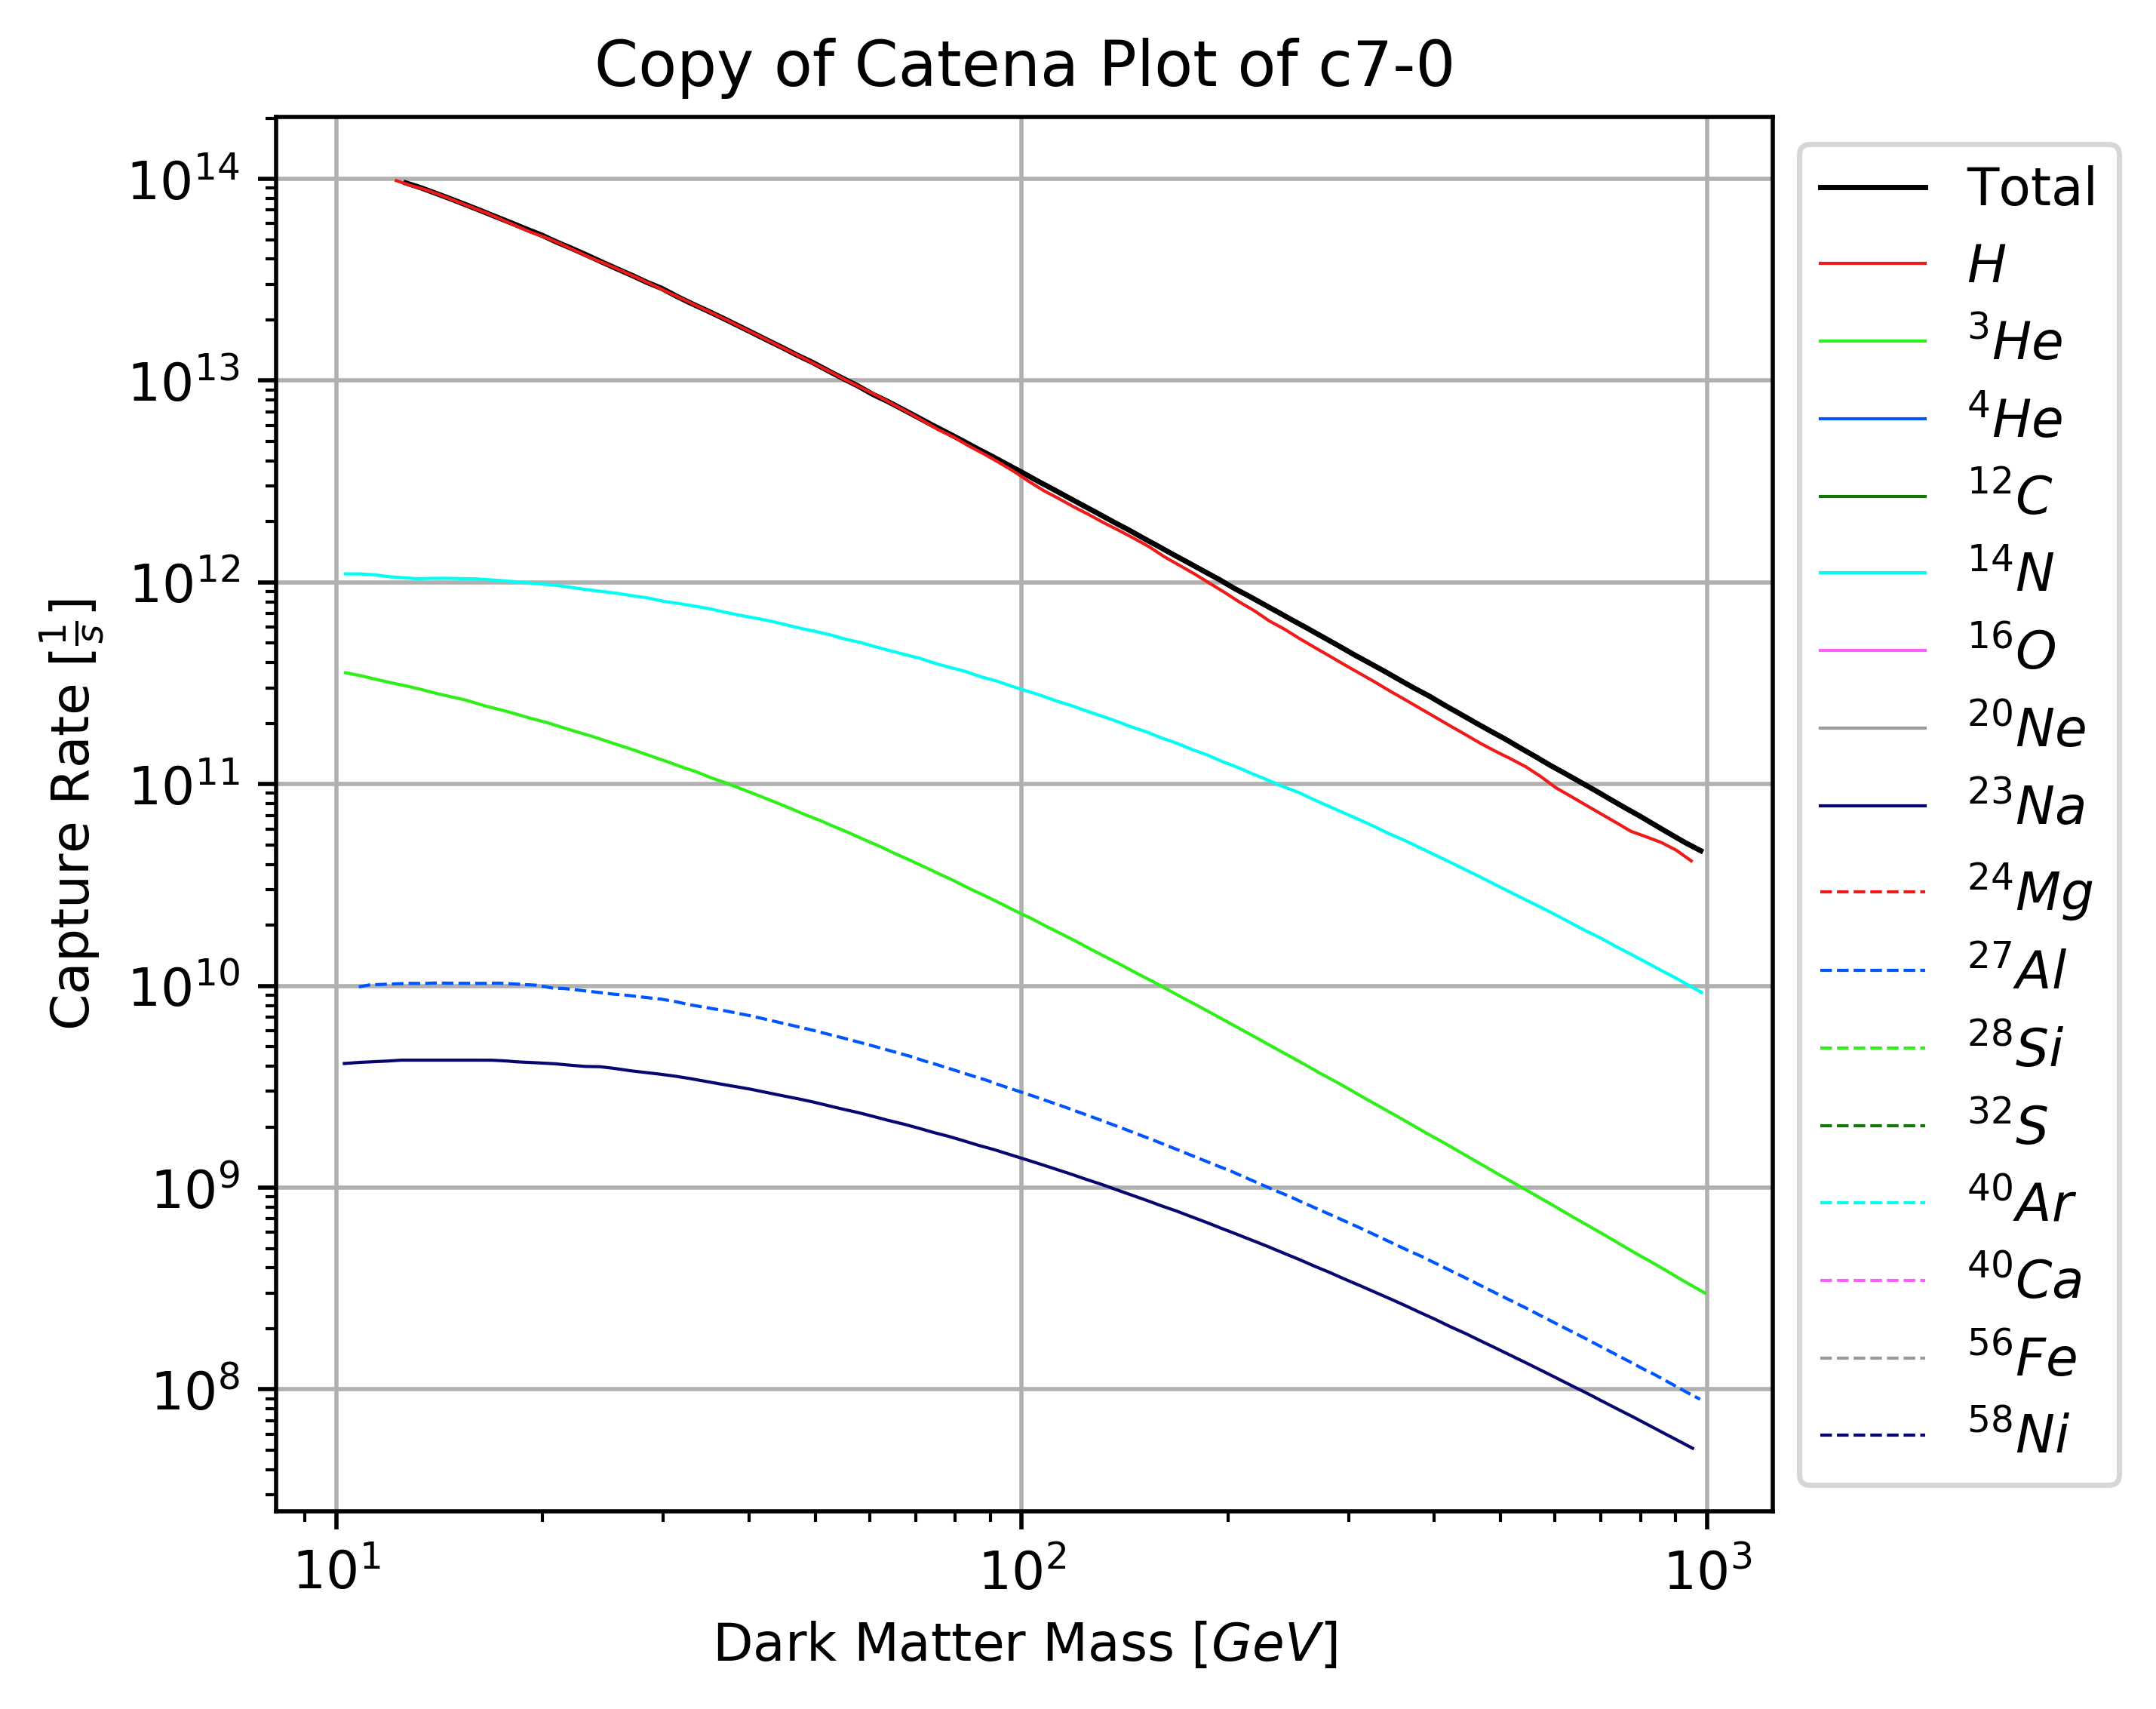 Copy of Catena Plot of c7-0
Capture Rate [$\frac{1}{s}$]
10¹⁴
10¹³
10¹²
10¹¹
10¹⁰
10⁹
10⁸
10¹
10²
10³
Dark Matter Mass [GeV]
Total
H
³He
⁴He
¹²C
¹⁴N
¹⁶O
²⁰Ne
²³Na
²⁴Mg
²⁷Al
²⁸Si
³²S
⁴⁰Ar
⁴⁰Ca
⁵⁶Fe
⁵⁸Ni